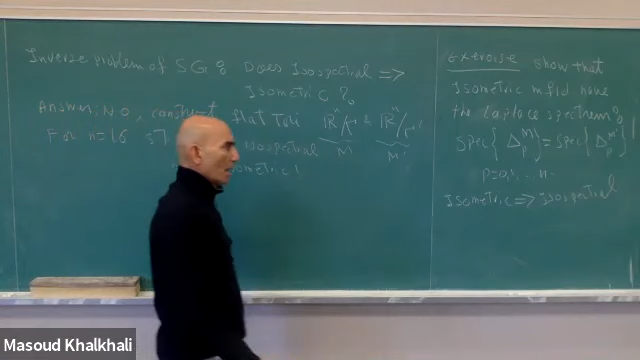 Inverse problem of SG: Does Isospectral =>
Isometric?
Answer: NO, construct flat Tori ℝⁿ/Γ & ℝⁿ/Γ'
For n=16 isospectral M M'
isometric!
Exercise Show that
Isometric mfld have
the Laplace spectrum:
Spec{Δ_p^M} = Spec{Δ_p^M'}
p=0,1,...,n.
Isometric => Isospectral
Masoud Khalkhali